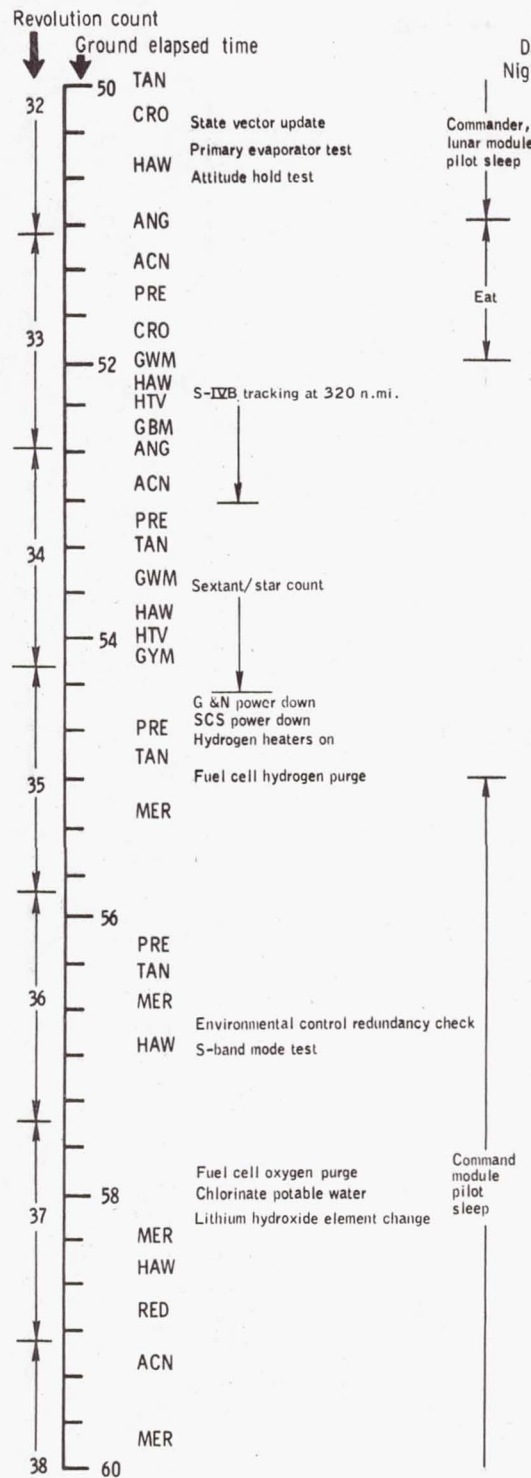 Revolution count
Ground elapsed time
D
Nig
50 TAN
32
CRO
State vector update
Commander,
Primary evaporator test
lunar module
HAW
pilot sleep
Attitude hold test
ANG
ACN
PRE
Eat
33
CRO
52 GWM
HAW
S-IVB tracking at 320 n.mi.
HTV
GBM
ANG
ACN
PRE
TAN
34
GWM Sextant/star count
HAW
54 HTV
GYM
G &N power down
SCS power down
PRE
Hydrogen heaters on
TAN
Fuel cell hydrogen purge
35
MER
56
PRE
TAN
36
MER
Environmental control redundancy check
HAW S-band mode test
Fuel cell oxygen purge
Command
module
pilot
sleep
58 Chlorinate potable water
37
Lithium hydroxide element change
MER
HAW
RED
ACN
MER
38
60